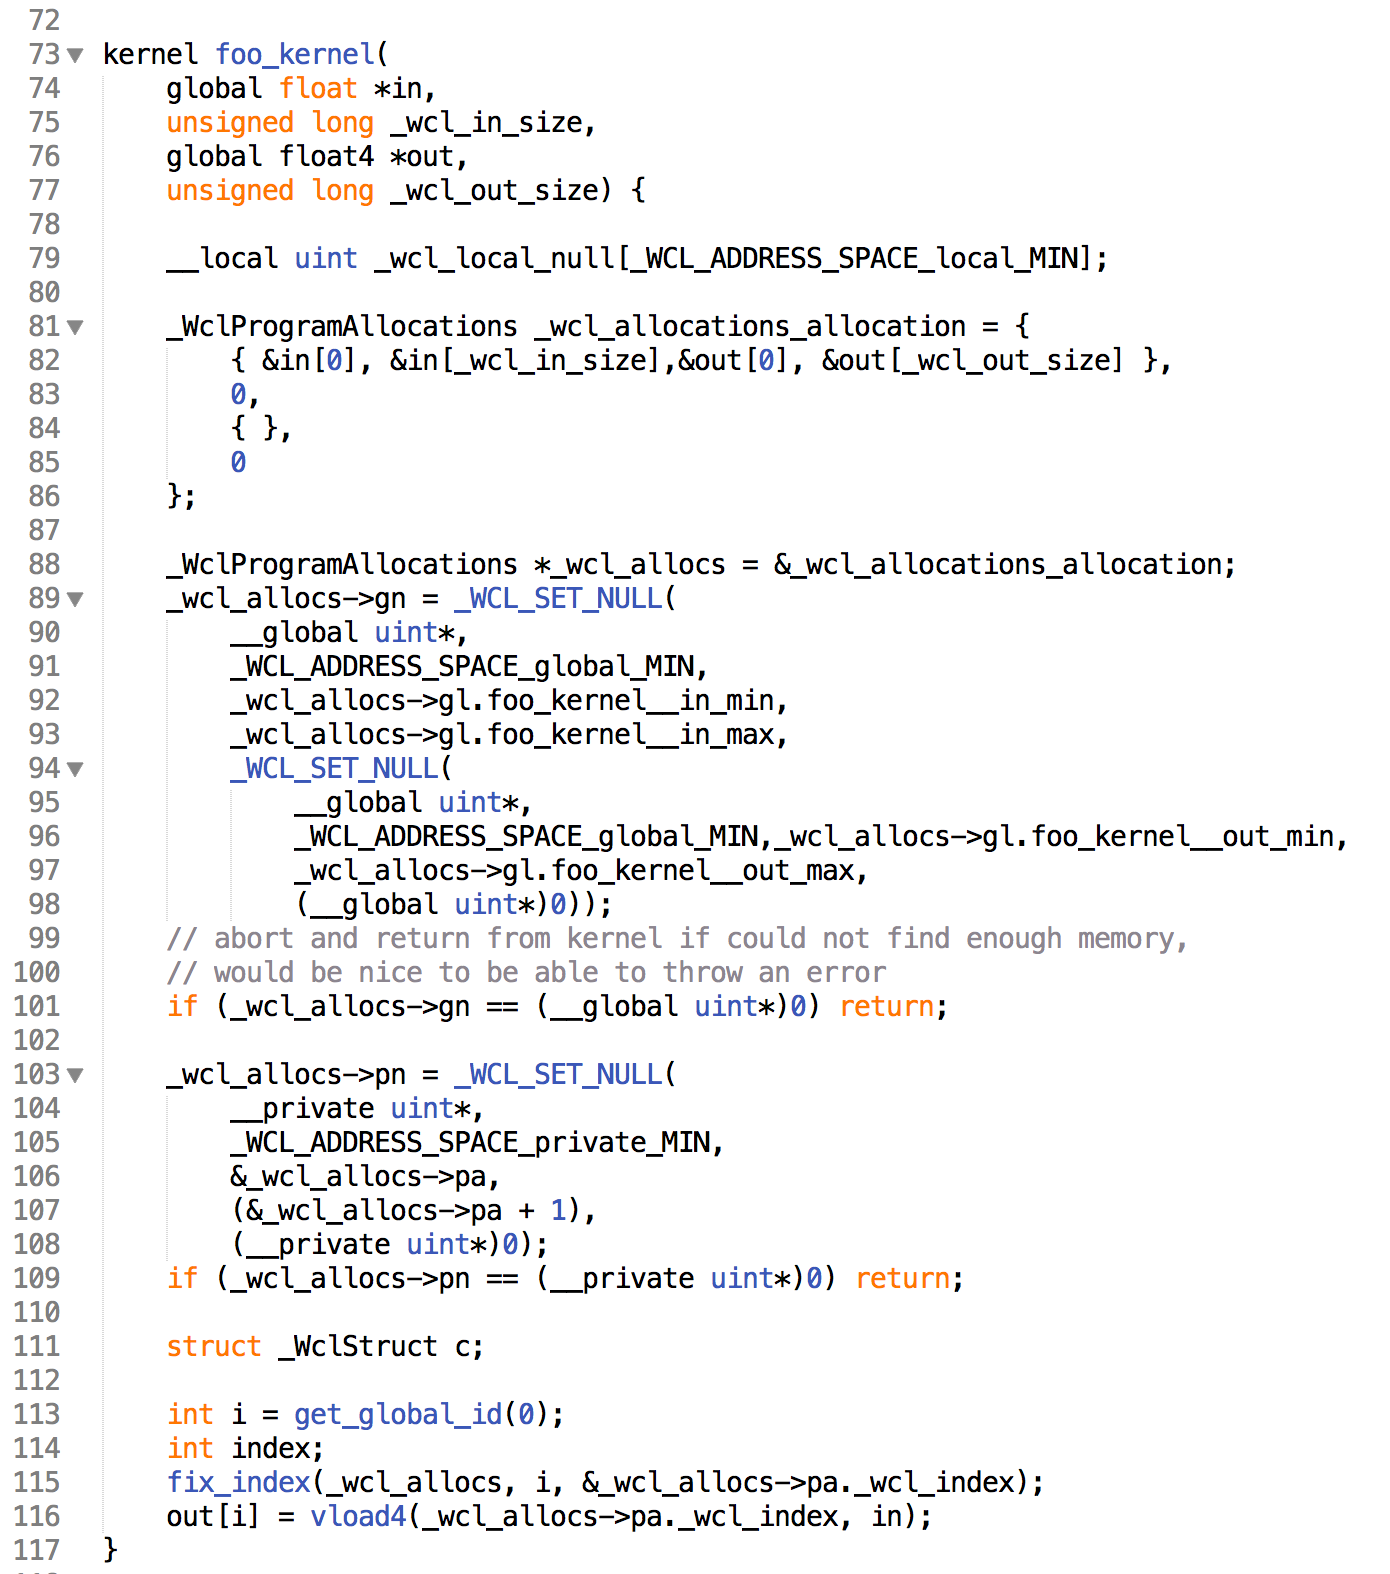 72
73 kernel foo_kernel(
74     global float *in,
75     unsigned long _wcl_in_size,
76     global float4 *out,
77     unsigned long _wcl_out_size) {
78
79     __local uint _wcl_local_null[_WCL_ADDRESS_SPACE_local_MIN];
80
81     _WclProgramAllocations _wcl_allocations_allocation = {
82         { &in[0], &in[_wcl_in_size],&out[0], &out[_wcl_out_size] },
83         0,
84         { },
85         0
86     };
87
88     _WclProgramAllocations *_wcl_allocs = &_wcl_allocations_allocation;
89     _wcl_allocs->gn = _WCL_SET_NULL(
90         __global uint*,
91         _WCL_ADDRESS_SPACE_global_MIN,
92         _wcl_allocs->gl.foo_kernel__in_min,
93         _wcl_allocs->gl.foo_kernel__in_max,
94         _WCL_SET_NULL(
95             __global uint*,
96             _WCL_ADDRESS_SPACE_global_MIN,_wcl_allocs->gl.foo_kernel__out_min,
97             _wcl_allocs->gl.foo_kernel__out_max,
98             (__global uint*)0));
99     // abort and return from kernel if could not find enough memory,
100     // would be nice to be able to throw an error
101     if (_wcl_allocs->gn == (__global uint*)0) return;
102
103     _wcl_allocs->pn = _WCL_SET_NULL(
104         __private uint*,
105         _WCL_ADDRESS_SPACE_private_MIN,
106         &_wcl_allocs->pa,
107         (&_wcl_allocs->pa + 1),
108         (__private uint*)0);
109     if (_wcl_allocs->pn == (__private uint*)0) return;
110
111     struct _WclStruct c;
112
113     int i = get_global_id(0);
114     int index;
115     fix_index(_wcl_allocs, i, &_wcl_allocs->pa._wcl_index);
116     out[i] = vload4(_wcl_allocs->pa._wcl_index, in);
117 }